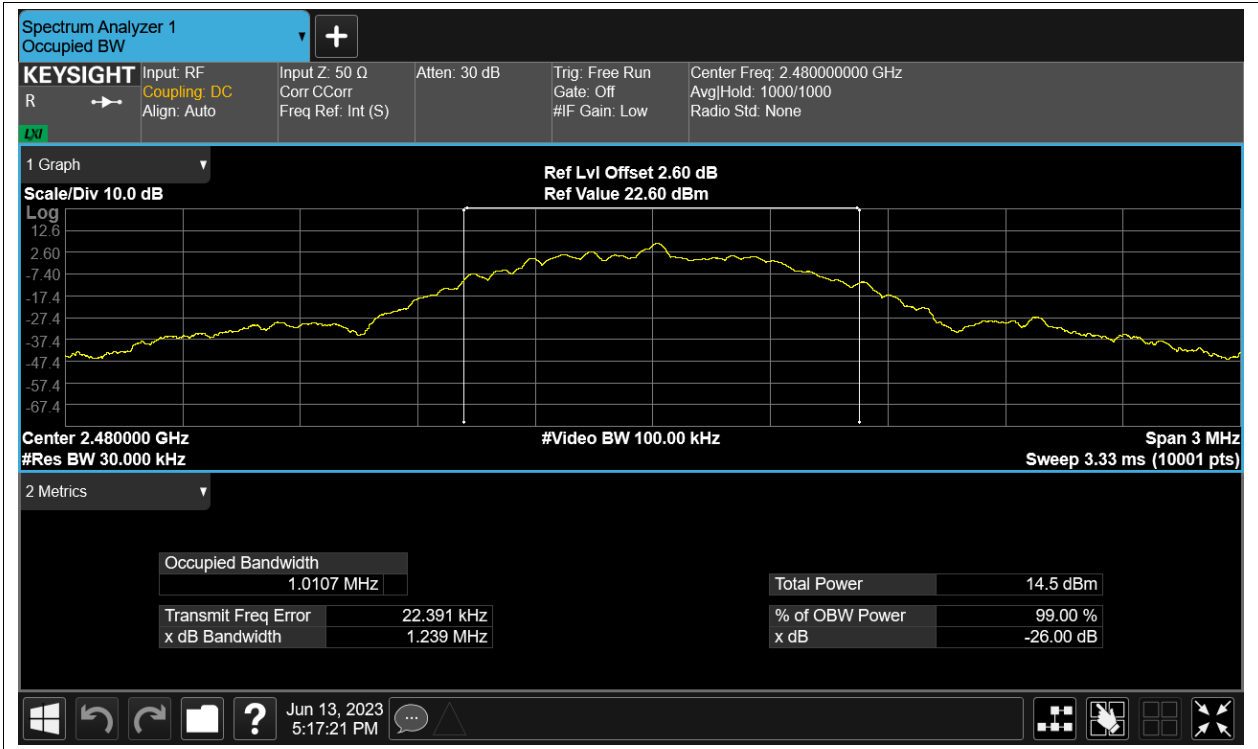 Spectrum Analyzer 1
Occupied BW
KEYSIGHT
R
LXI
Input: RF
Coupling: DC
Align: Auto
Input Z: 50 Ω
Corr CCorr
Freq Ref: Int (S)
Atten: 30 dB
Trig: Free Run
Gate: Off
#IF Gain: Low
Center Freq: 2.480000000 GHz
Avg|Hold: 1000/1000
Radio Std: None
1 Graph
Scale/Div 10.0 dB
Ref Lvl Offset 2.60 dB
Ref Value 22.60 dBm
Log
12.6
2.60
-7.40
-17.4
-27.4
-37.4
-47.4
-57.4
-67.4
Center 2.480000 GHz
#Res BW 30.000 kHz
#Video BW 100.00 kHz
Span 3 MHz
Sweep 3.33 ms (10001 pts)
2 Metrics
Occupied Bandwidth
1.0107 MHz
Transmit Freq Error 22.391 kHz
x dB Bandwidth 1.239 MHz
Total Power 14.5 dBm
% of OBW Power 99.00 %
x dB -26.00 dB
?
Jun 13, 2023
5:17:21 PM